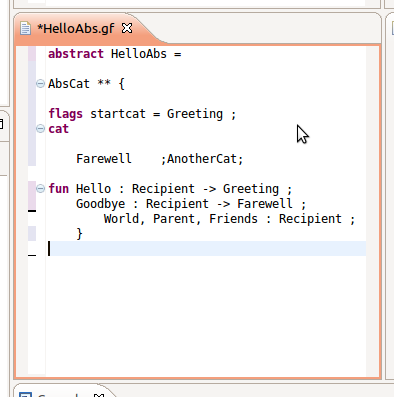 *HelloAbs.gf
abstract HelloAbs =
AbsCat ** {
flags startcat = Greeting ;
cat
Farewell    ;AnotherCat;
fun Hello : Recipient -> Greeting ;
Goodbye : Recipient -> Farewell ;
World, Parent, Friends : Recipient ;
}